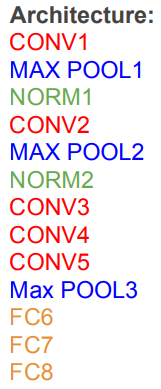 Architecture:
CONV1
MAX POOL1
NORM1
CONV2
MAX POOL2
NORM2
CONV3
CONV4
CONV5
Max POOL3
FC6
FC7
FC8